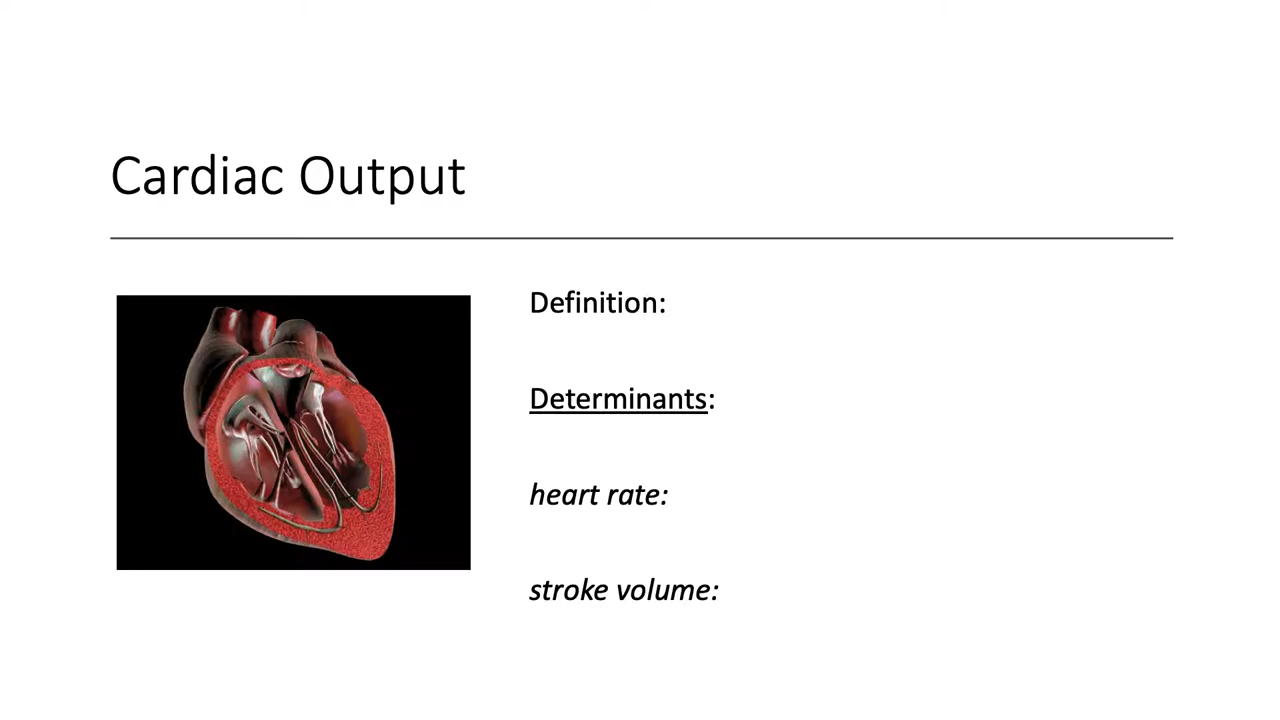 Cardiac Output
Definition:
Determinants:
heart rate:
stroke volume: